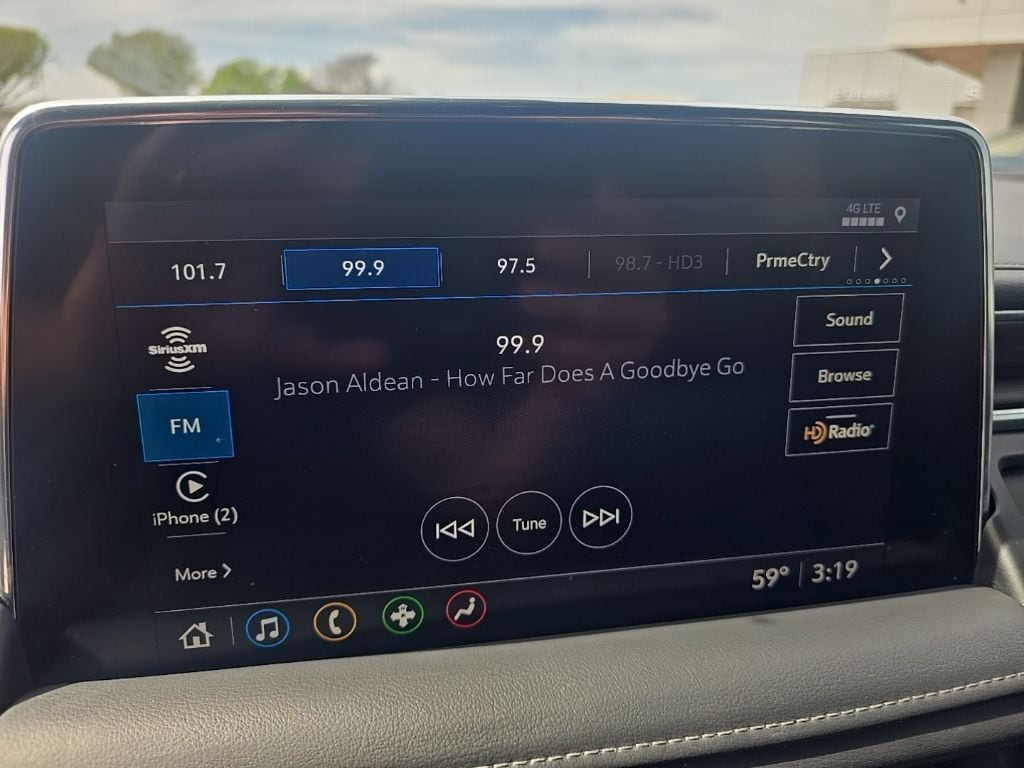 4G LTE
101.7 99.9 97.5 98.7 - HD3 PrmeCtry
99.9
Jason Aldean - How Far Does A Goodbye Go
Sound
Browse
HD Radio
SiriusXM
FM
iPhone (2)
More
Tune
59° 3:19